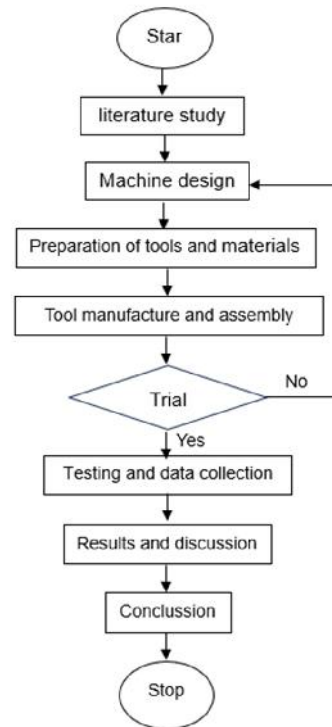 Star
literature study
Machine design
Preparation of tools and materials
Tool manufacture and assembly
Trial
No
Yes
Testing and data collection
Results and discussion
Conclussion
Stop